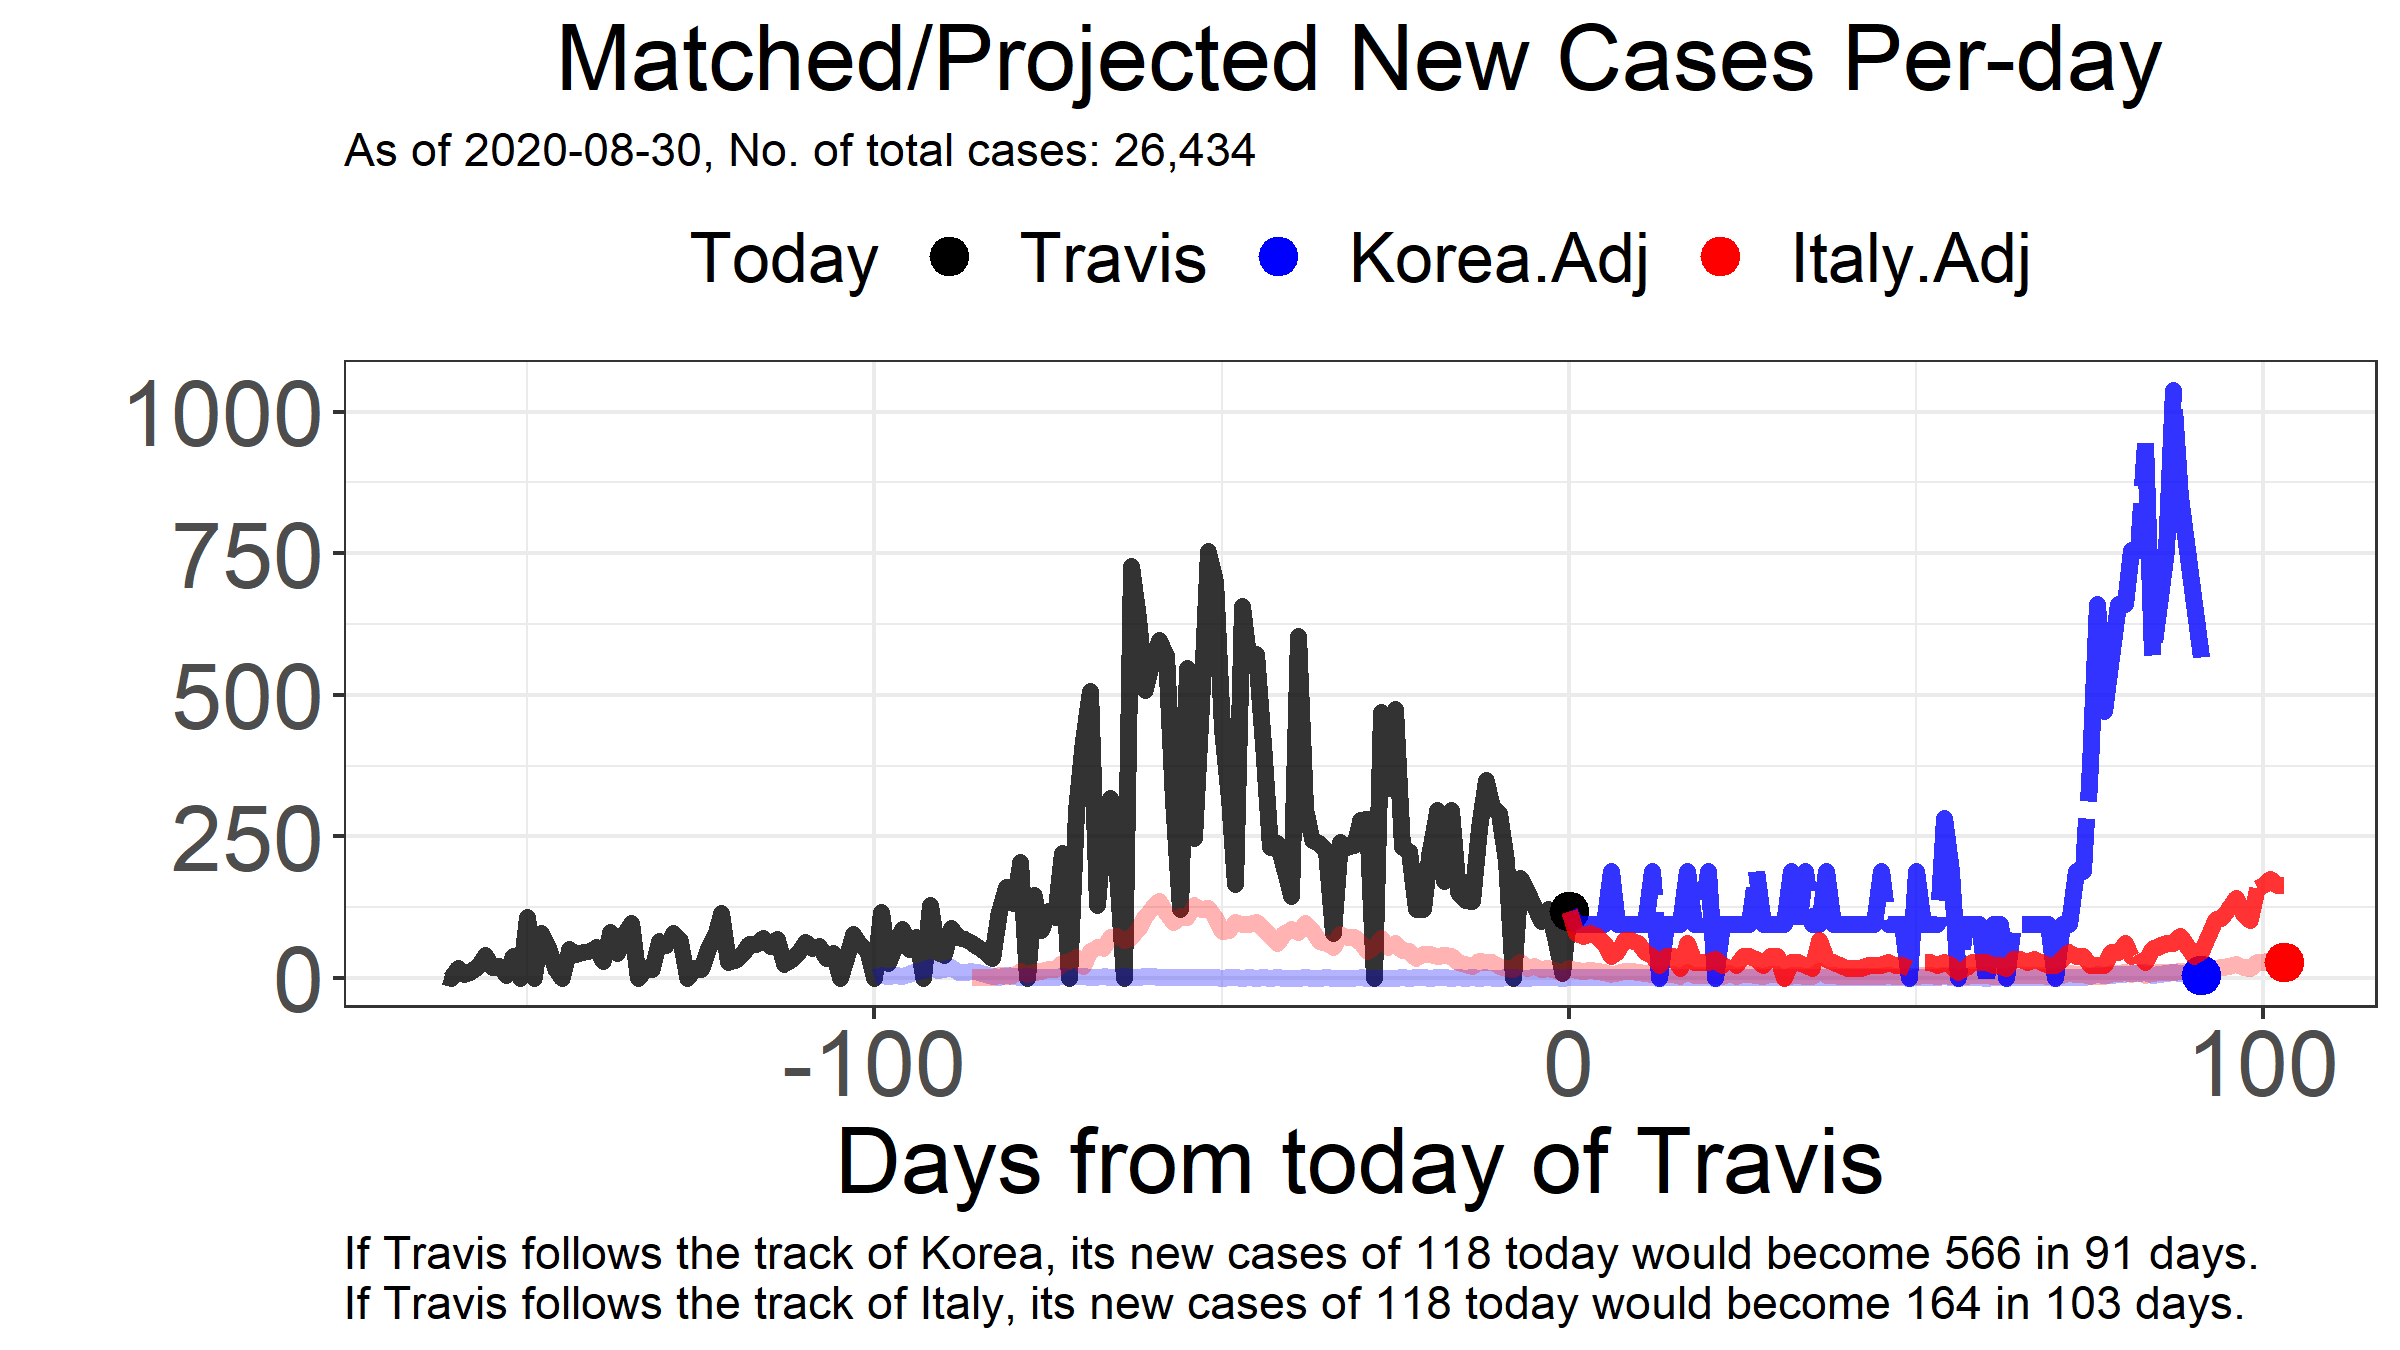 Matched/Projected New Cases Per-day
As of 2020-08-30, No. of total cases: 26,434
Today Travis Korea.Adj Italy.Adj
1000
750
500
250
0
-100 0 100
Days from today of Travis
If Travis follows the track of Korea, its new cases of 118 today would become 566 in 91 days.
If Travis follows the track of Italy, its new cases of 118 today would become 164 in 103 days.